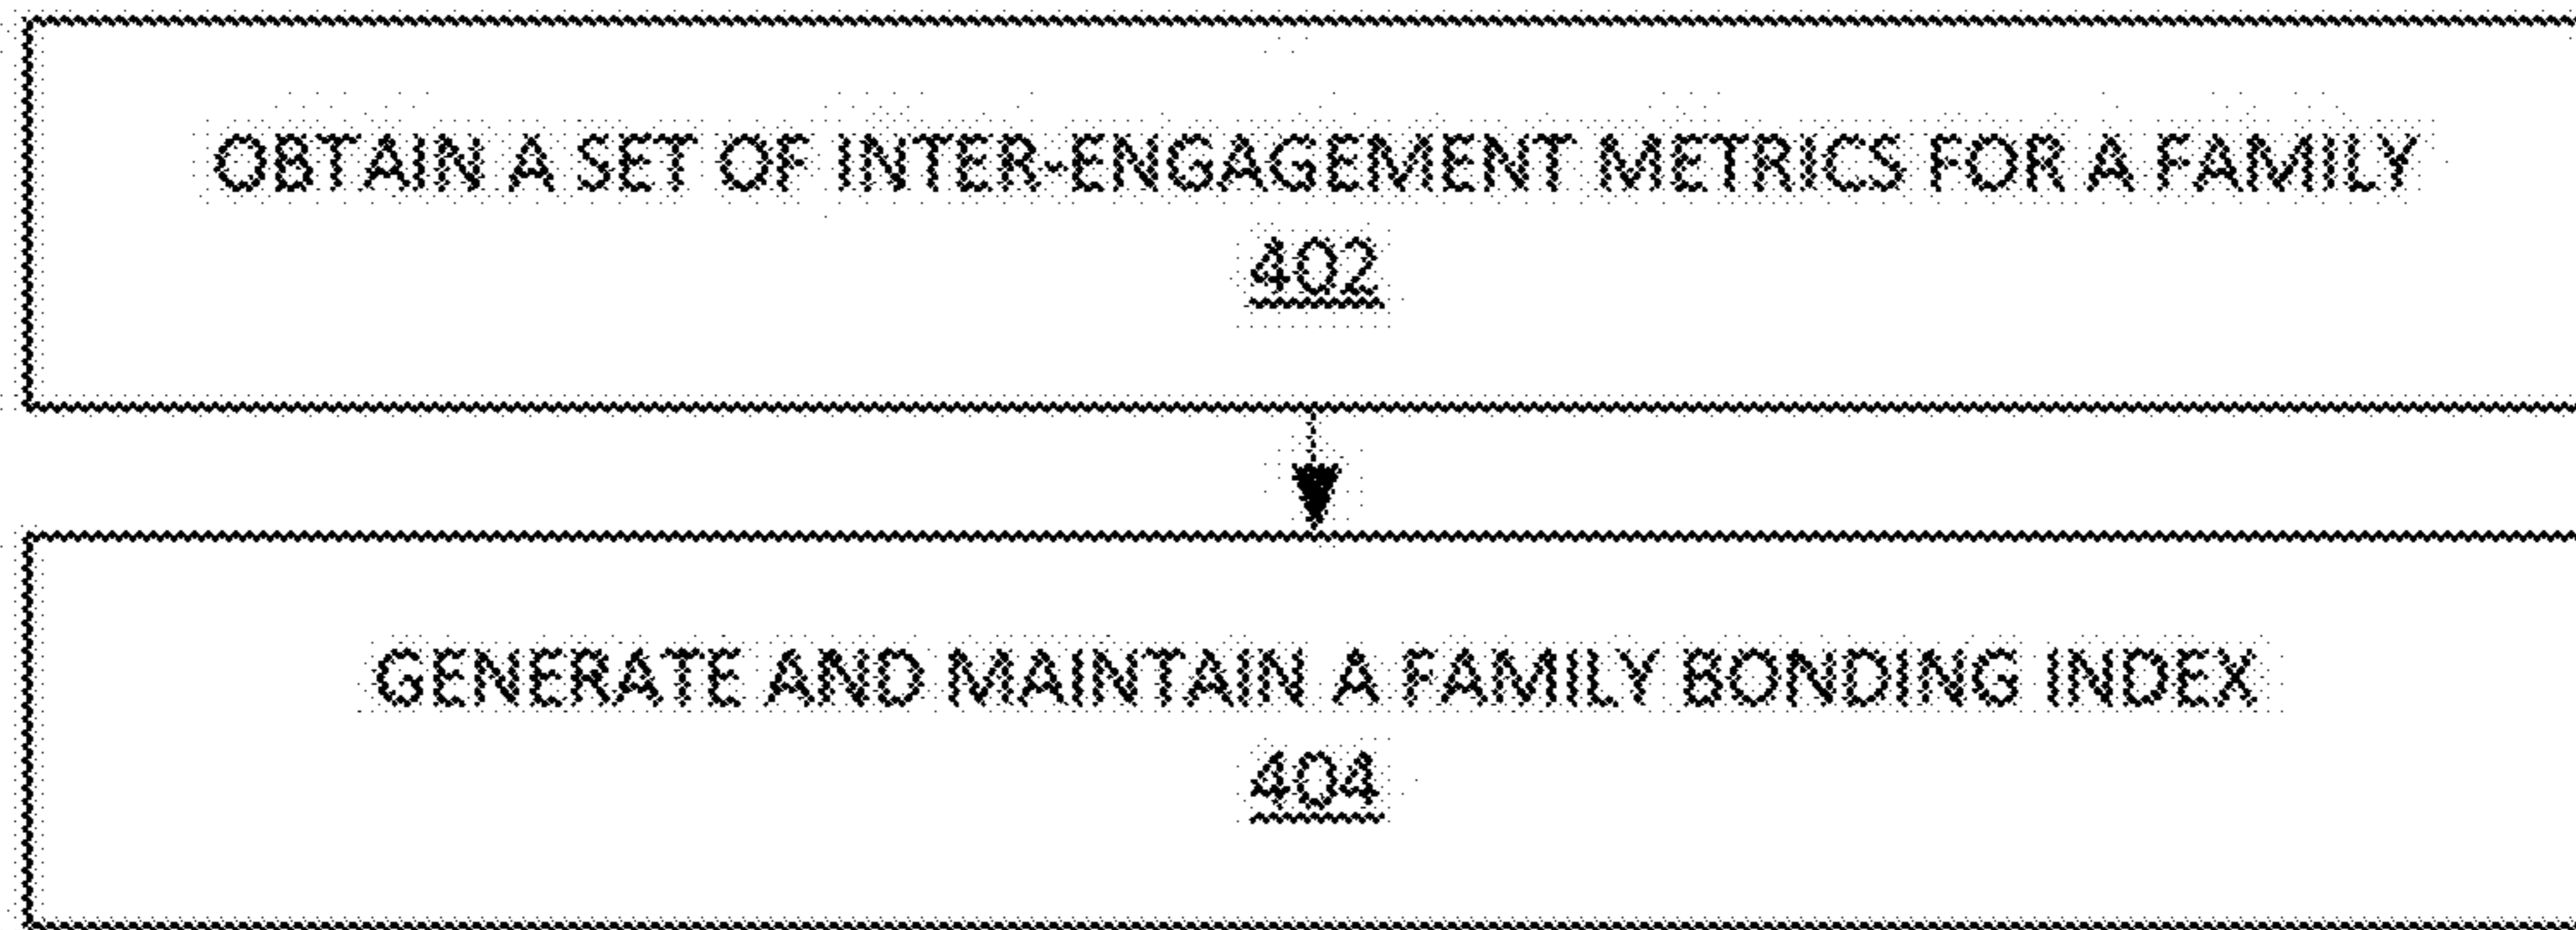 OBTAIN A SET OF INTER-ENGAGEMENT METRICS FOR A FAMILY
402
GENERATE AND MAINTAIN A FAMILY BONDING INDEX
404